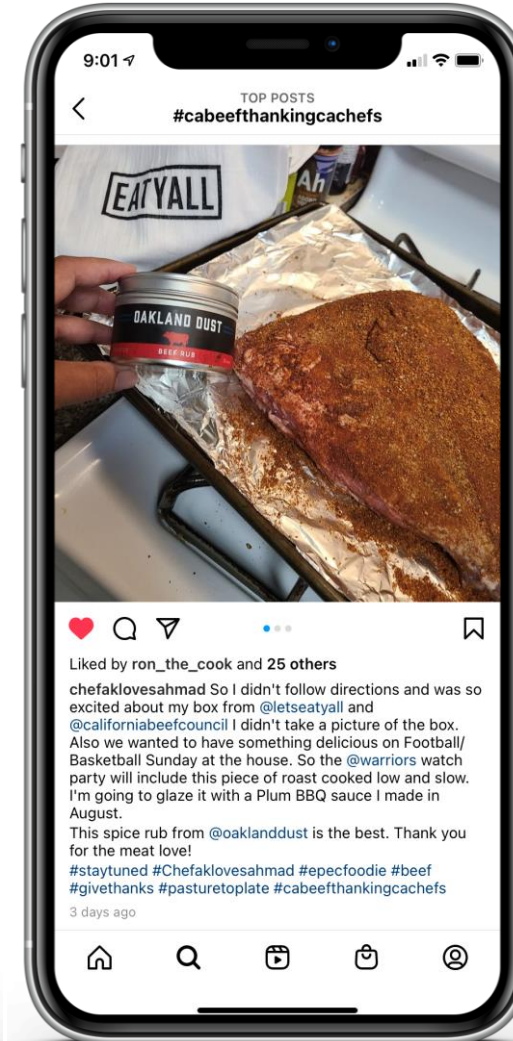 9:01
TOP POSTS
#cabeefthankingcachefs
EATYALL
Ah
OAKLAND DUST
BEEF RUB
Liked by ron_the_cook and 25 others
chefaklovesahmad So I didn't follow directions and was so
excited about my box from @letseatyall and
@californiabeefcouncil I didn't take a picture of the box.
Also we wanted to have something delicious on Football/
Basketball Sunday at the house. So the @warriors watch
party will include this piece of roast cooked low and slow.
I'm going to glaze it with a Plum BBQ sauce I made in
August.
This spice rub from @oaklanddust is the best. Thank you
for the meat love!
#staytuned #Chefaklovesahmad #epecfoodie #beef
#givethanks #pasturetoplate #cabeefthankingcachefs
3 days ago